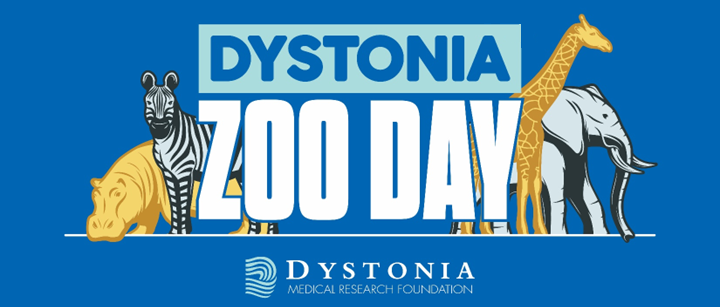 DYSTONIA
ZOO DAY
DYSTONIA
MEDICAL RESEARCH FOUNDATION